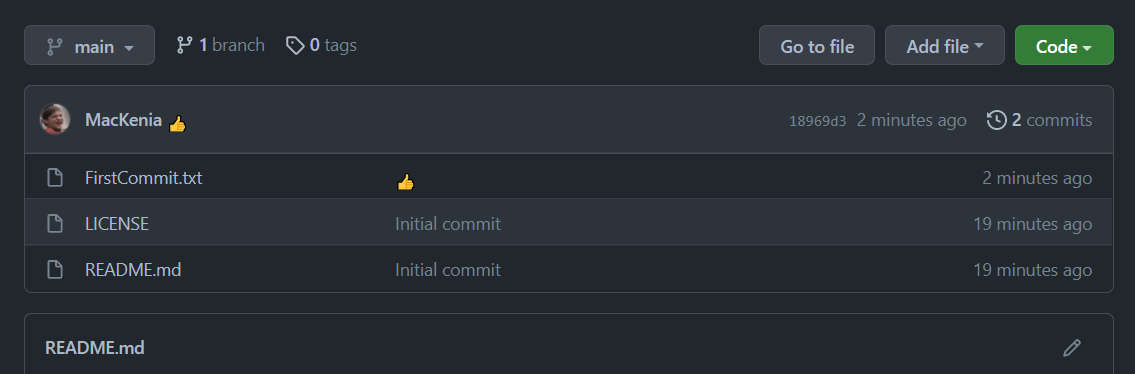 main 1 branch 0 tags Go to file Add file Code
MacKenia 👍 18969d3 2 minutes ago 2 commits
FirstCommit.txt 👍 2 minutes ago
LICENSE Initial commit 19 minutes ago
README.md Initial commit 19 minutes ago
README.md